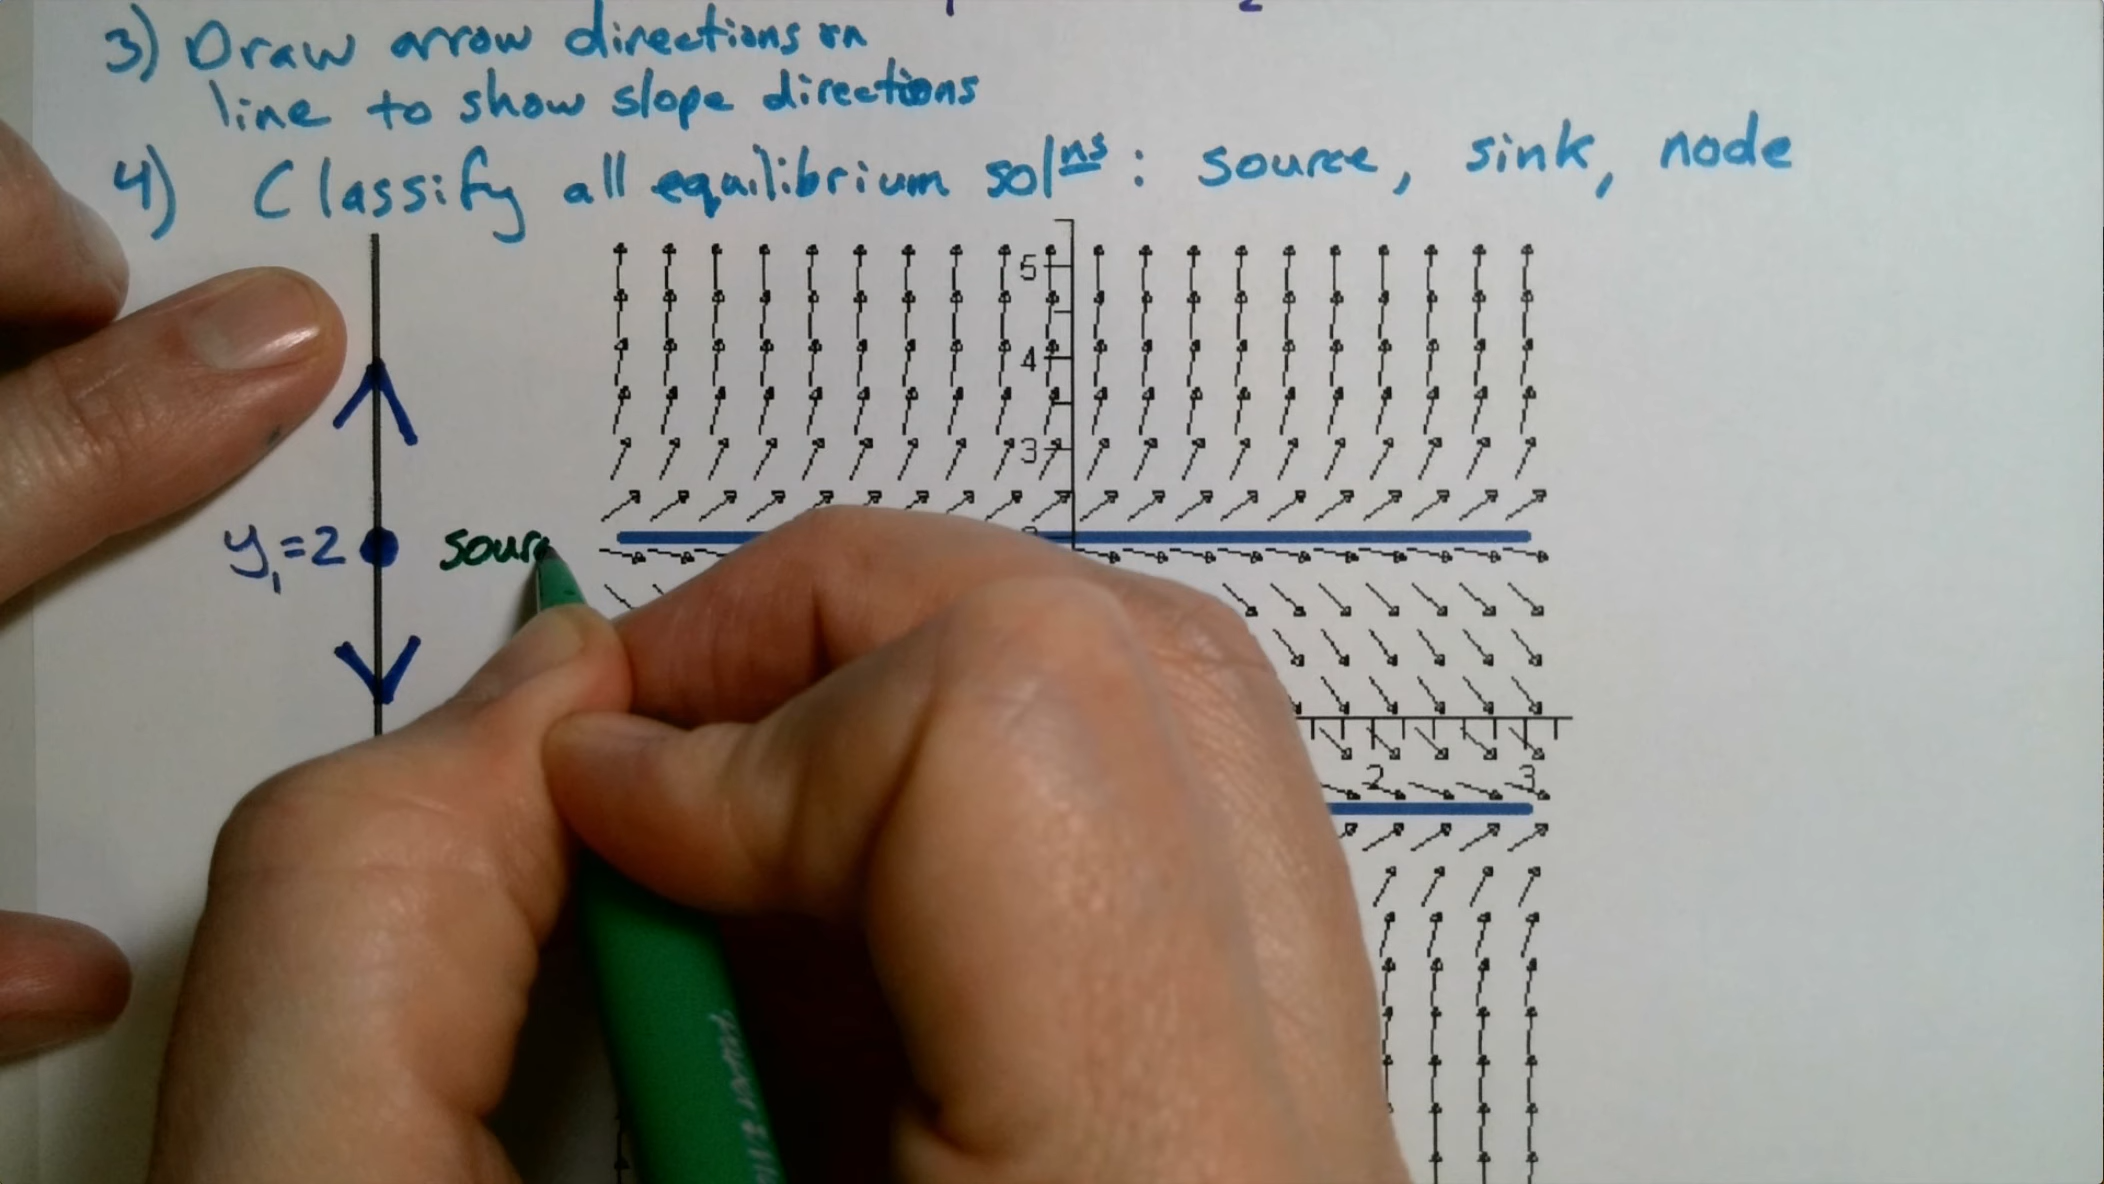 3) Draw arrow directions on
line to show slope directions
4) Classify all equilibrium solns: source, sink, node
5
4
3
y₁=2
sourc
2
3